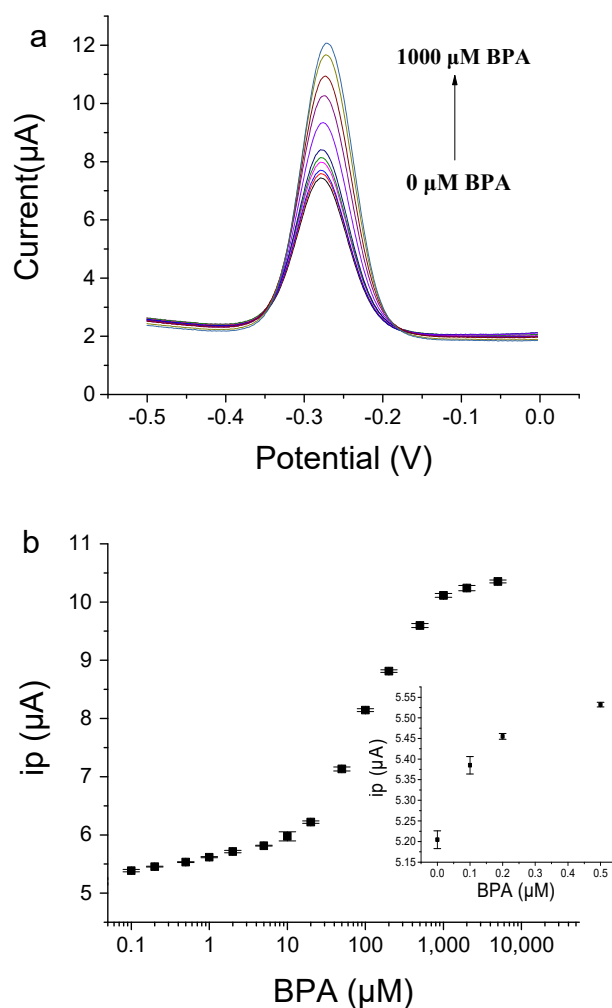 a
12
10
8
6
4
2
0
Current(μA)
1000 μM BPA
0 μM BPA
-0.5 -0.4 -0.3 -0.2 -0.1 0.0
Potential (V)
b
11
10
9
8
7
6
5
ip (μA)
0.1 1 10 100 1,000 10,000
BPA (μM)
5.55
5.50
5.45
5.40
5.35
5.30
5.25
5.20
5.15
ip (μA)
0.0 0.1 0.2 0.3 0.4 0.5
BPA (μM)